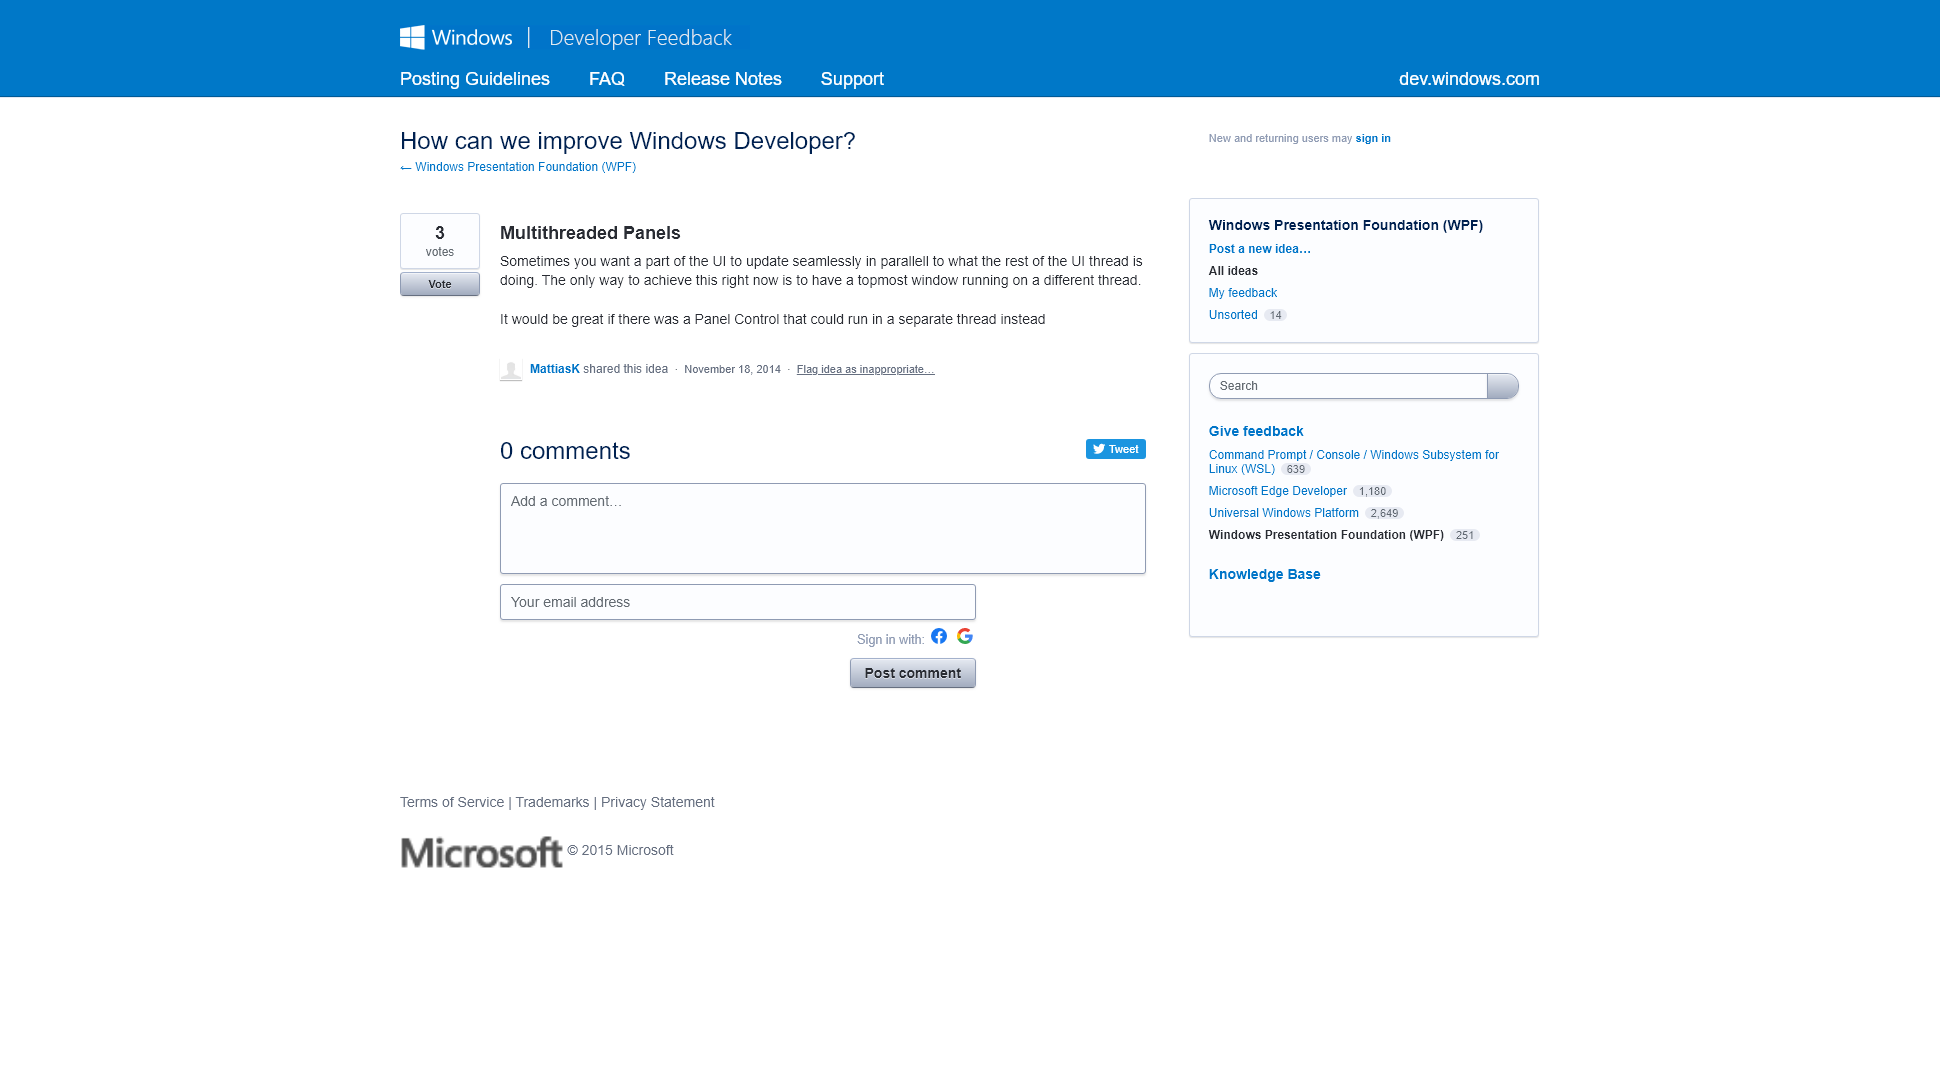 Windows | Developer Feedback
Posting Guidelines FAQ Release Notes Support dev.windows.com
How can we improve Windows Developer?
← Windows Presentation Foundation (WPF)
New and returning users may sign in
3
votes
Vote
Multithreaded Panels
Sometimes you want a part of the UI to update seamlessly in parallell to what the rest of the UI thread is
doing. The only way to achieve this right now is to have a topmost window running on a different thread.
It would be great if there was a Panel Control that could run in a separate thread instead
MattiasK shared this idea · November 18, 2014 · Flag idea as inappropriate…
0 comments
Tweet
Add a comment…
Your email address
Sign in with:
Post comment
Windows Presentation Foundation (WPF)
Post a new idea…
All ideas
My feedback
Unsorted 14
Search
Give feedback
Command Prompt / Console / Windows Subsystem for
Linux (WSL) 639
Microsoft Edge Developer 1,180
Universal Windows Platform 2,649
Windows Presentation Foundation (WPF) 251
Knowledge Base
Terms of Service | Trademarks | Privacy Statement
Microsoft © 2015 Microsoft